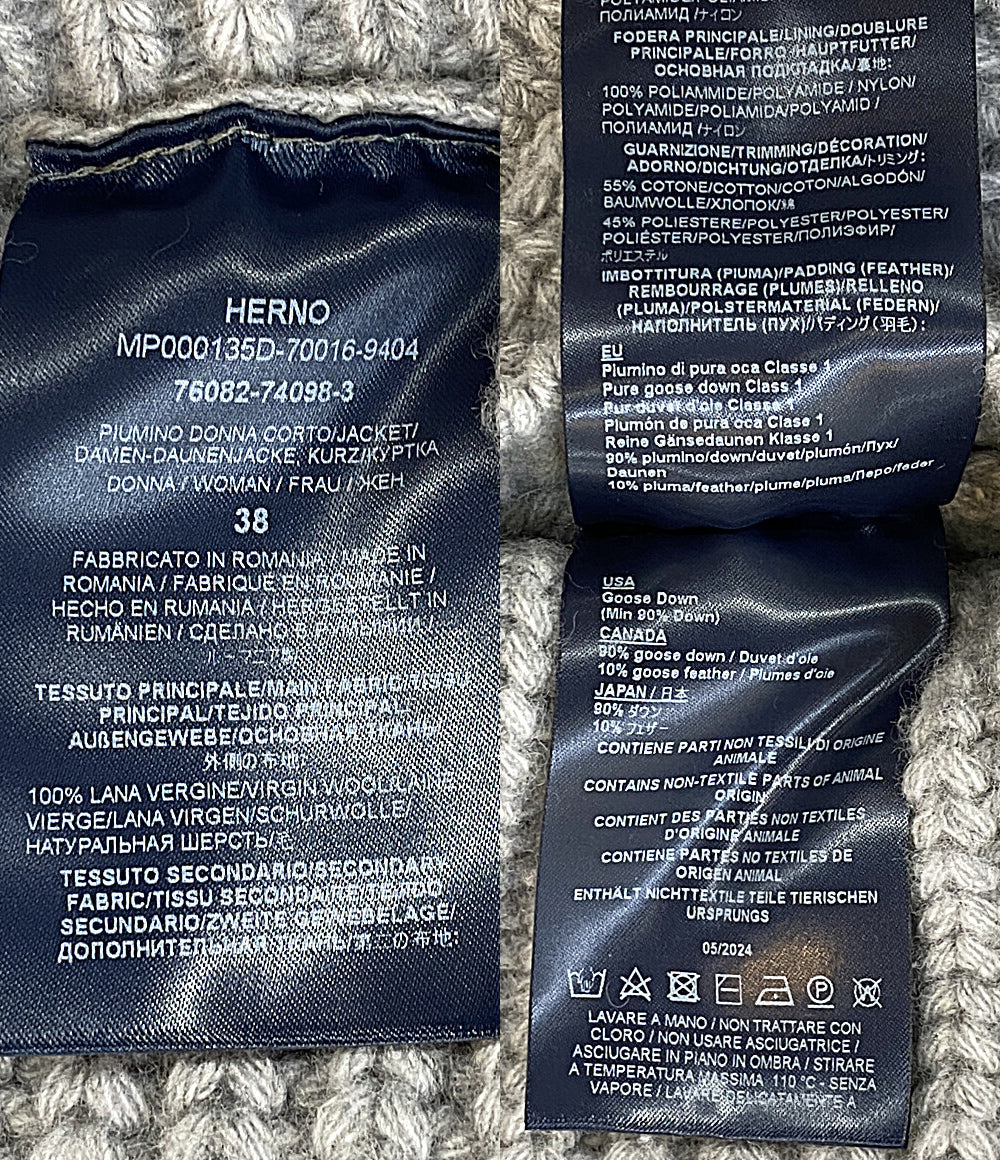 HERNO
MP000135D-70016-9404
76082-74098-3
PIUMINO DONNA CORTO/JACKET/
DAMEN-DAUNENJACKE, KURZ/КУРТКА
DONNA / WOMAN / FRAU / ЖЕН
38
FABBRICATO IN ROMANIA / MADE IN
ROMANIA / FABRIQUÉ EN ROUMANIE /
HECHO EN RUMANIA / HERGESTELLT IN
RUMÄNIEN / СДЕЛАНО В РУМЫНИИ /
ルーマニア製
TESSUTO PRINCIPALE/MAIN FABRIC/TISSU
PRINCIPAL/TEJIDO PRINCIPAL/
AUßENGEWEBE/ОСНОВНАЯ ТКАНЬ/
外側の布地:
100% LANA VERGINE/VIRGIN WOOL/LAINE
VIERGE/LANA VIRGEN/SCHURWOLLE/
НАТУРАЛЬНАЯ ШЕРСТЬ/毛
TESSUTO SECONDARIO/SECONDARY
FABRIC/TISSU SECONDAIRE/TEJIDO
SECUNDARIO/ZWEITE GEWEBELAGE/
ДОПОЛНИТЕЛЬНАЯ ТКАНЬ/第二の布地:
ПОЛИАМИД /ナイロン
FODERA PRINCIPALE/LINING/DOUBLURE
PRINCIPALE/FORRO /HAUPTFUTTER/
ОСНОВНАЯ ПОДКЛАДКА/裏地:
100% POLIAMMIDE/POLYAMIDE / NYLON/
POLYAMIDE/POLIAMIDA/POLYAMID /
ПОЛИАМИД /ナイロン
GUARNIZIONE/TRIMMING/DÉCORATION/
ADORNO/DICHTUNG/ОТДЕЛКА/トリミング:
55% COTONE/COTTON/COTON/ALGODÓN/
BAUMWOLLE/ХЛОПОК/綿
45% POLIESTERE/POLYESTER/POLYESTER/
POLIÉSTER/POLYESTER/ПОЛИЭФИР/
ポリエステル
IMBOTTITURA (PIUMA)/PADDING (FEATHER)/
REMBOURRAGE (PLUMES)/RELLENO
(PLUMA)/POLSTERMATERIAL (FEDERN)/
НАПОЛНИТЕЛЬ (ПУХ)/パディング(羽毛):
EU
Piumino di pura oca Classe 1
Pure goose down Class 1
Pur duvet d'oie Classe 1
Plumón de pura oca Clase 1
Reine Gänsedaunen Klasse 1
90% piumino/down/duvet/plumón/Пух/
Daunen
10% piuma/feather/plume/pluma/Перо/feder
USA
Goose Down
(Min 90% Down)
CANADA
90% goose down / Duvet d'oie
10% goose feather / Plumes d'oie
JAPAN / 日本
90% ダウン
10% フェザー
CONTIENE PARTI NON TESSILI DI ORIGINE
ANIMALE
CONTAINS NON-TEXTILE PARTS OF ANIMAL
ORIGIN
CONTIENT DES PARTIES NON TEXTILES
D'ORIGINE ANIMALE
CONTIENE PARTES NO TEXTILES DE
ORIGEN ANIMAL
ENTHÄLT NICHTTEXTILE TEILE TIERISCHEN
URSPRUNGS
05/2024
LAVARE A MANO / NON TRATTARE CON
CLORO / NON USARE ASCIUGATRICE /
ASCIUGARE IN PIANO IN OMBRA / STIRARE
A TEMPERATURA MASSIMA 110 °C - SENZA
VAPORE / LAVARE DELICATAMENTE A